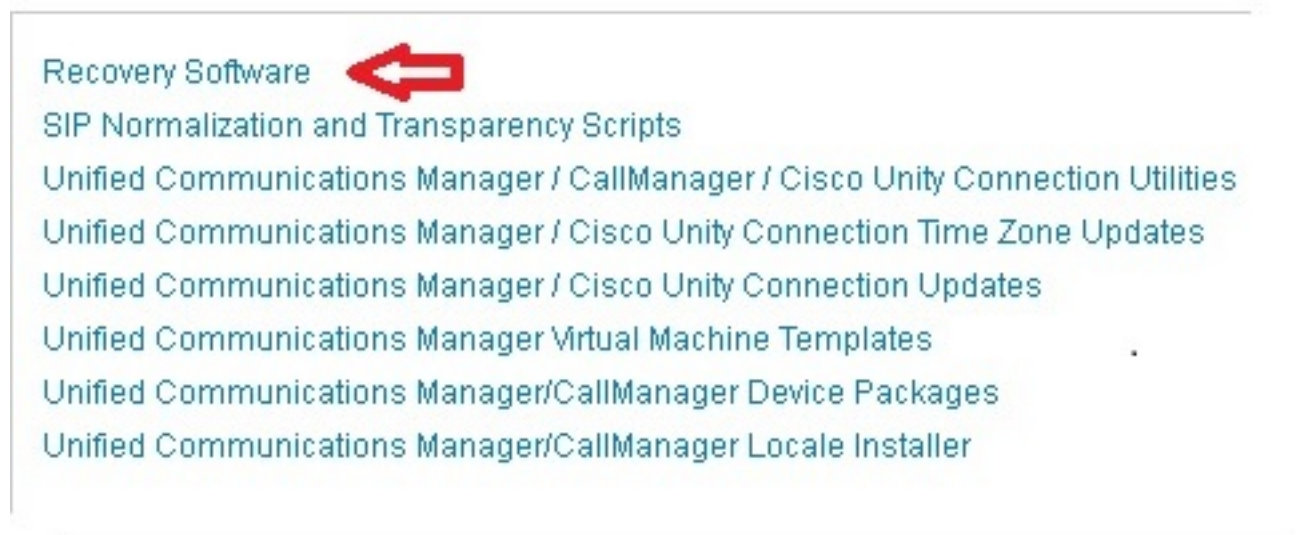 Recovery Software
SIP Normalization and Transparency Scripts
Unified Communications Manager / CallManager / Cisco Unity Connection Utilities
Unified Communications Manager / Cisco Unity Connection Time Zone Updates
Unified Communications Manager / Cisco Unity Connection Updates
Unified Communications Manager Virtual Machine Templates
Unified Communications Manager/CallManager Device Packages
Unified Communications Manager/CallManager Locale Installer